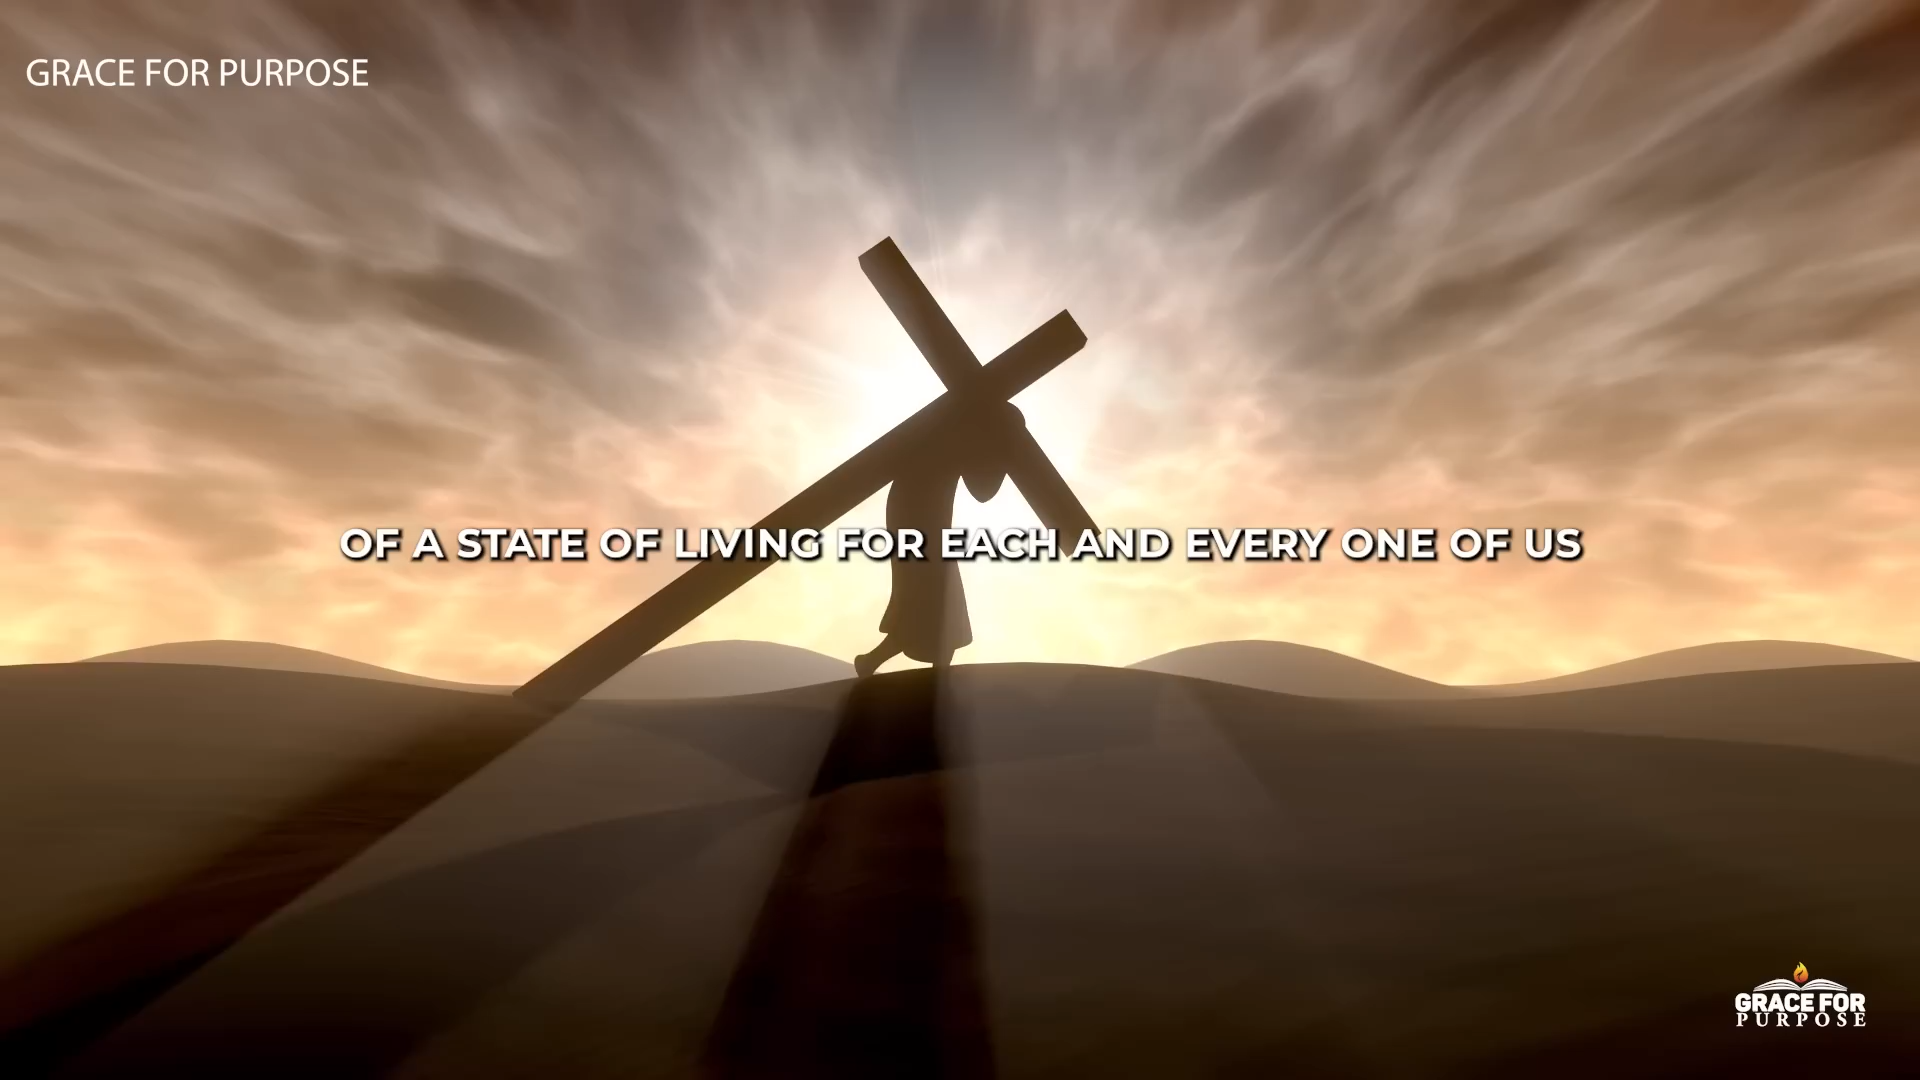 GRACE FOR PURPOSE
OF A STATE OF LIVING FOR EACH AND EVERY ONE OF US
GRACE FOR
PURPOSE